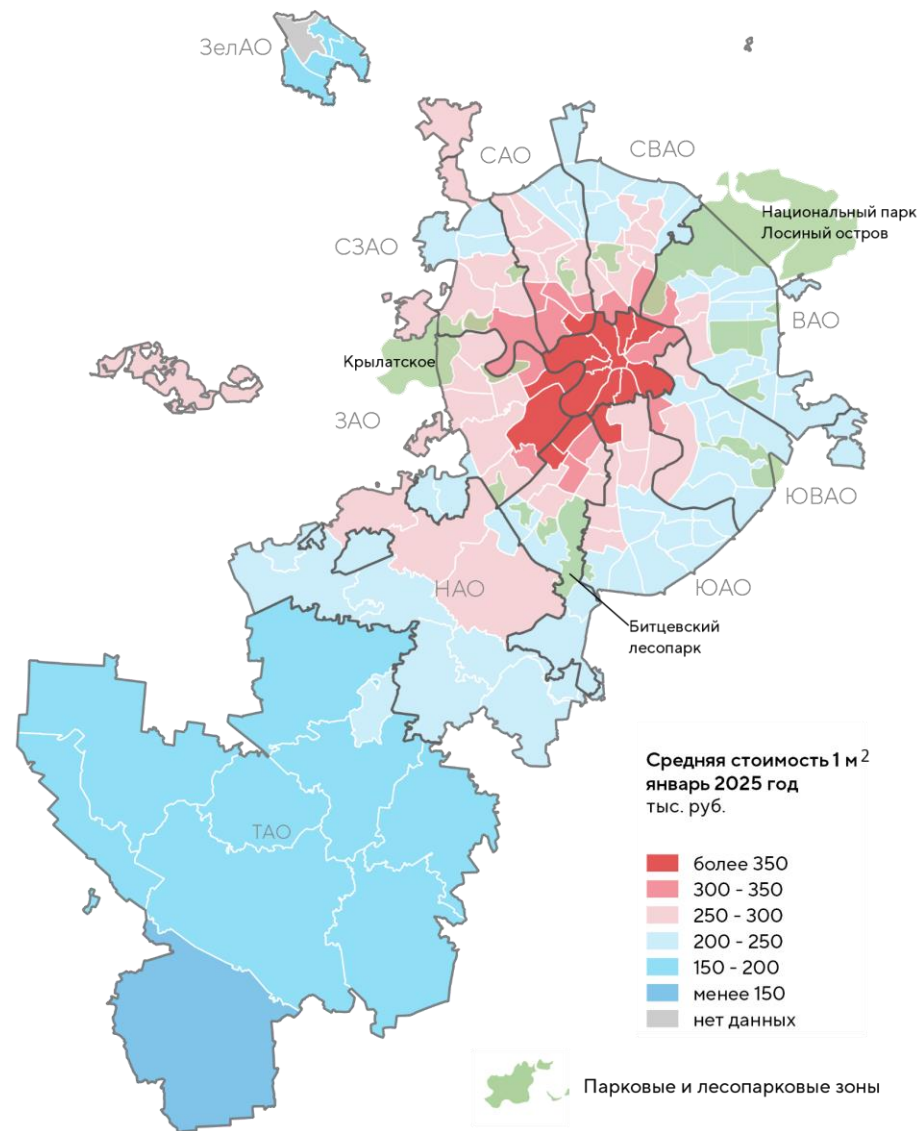 ЗелАО
САО
СВАО
Национальный парк
Лосиный остров
СЗАО
ВАО
Крылатское
ЗАО
ЮВАО
НАО
ЮАО
Битцевский
лесопарк
Средняя стоимость 1 м²
январь 2025 год
тыс. руб.
ТАО
более 350
300 - 350
250 - 300
200 - 250
150 - 200
менее 150
нет данных
Парковые и лесопарковые зоны